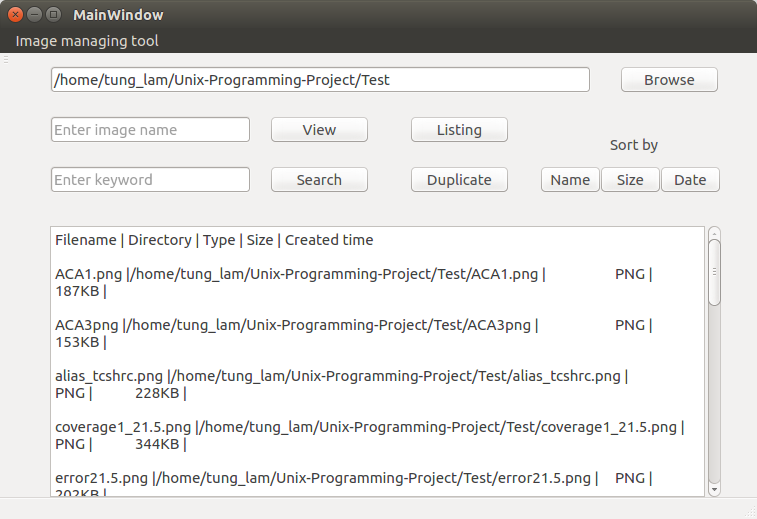 MainWindow
Image managing tool
/home/tung_lam/Unix-Programming-Project/Test
Browse
Enter image name
View
Listing
Sort by
Enter keyword
Search
Duplicate
Name
Size
Date
Filename | Directory | Type | Size | Created time
ACA1.png |/home/tung_lam/Unix-Programming-Project/Test/ACA1.png | PNG |
187KB |
ACA3png |/home/tung_lam/Unix-Programming-Project/Test/ACA3png | PNG |
153KB |
alias_tcshrc.png |/home/tung_lam/Unix-Programming-Project/Test/alias_tcshrc.png |
PNG | 228KB |
coverage1_21.5.png |/home/tung_lam/Unix-Programming-Project/Test/coverage1_21.5.png |
PNG | 344KB |
error21.5.png |/home/tung_lam/Unix-Programming-Project/Test/error21.5.png | PNG |
202KB |